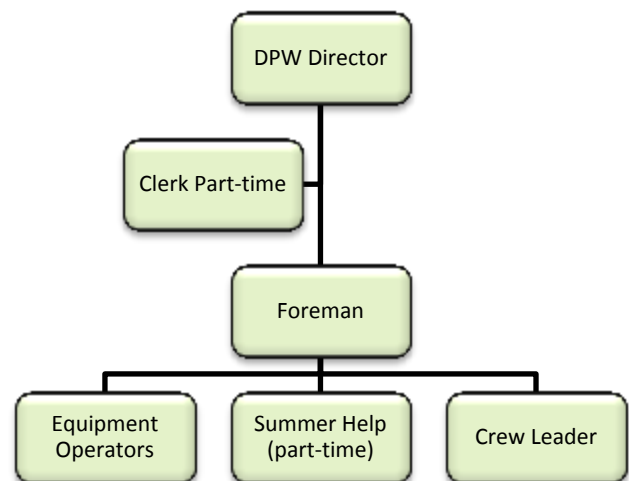 DPW Director
Clerk Part-time
Foreman
Equipment
Operators
Summer Help
(part-time)
Crew Leader